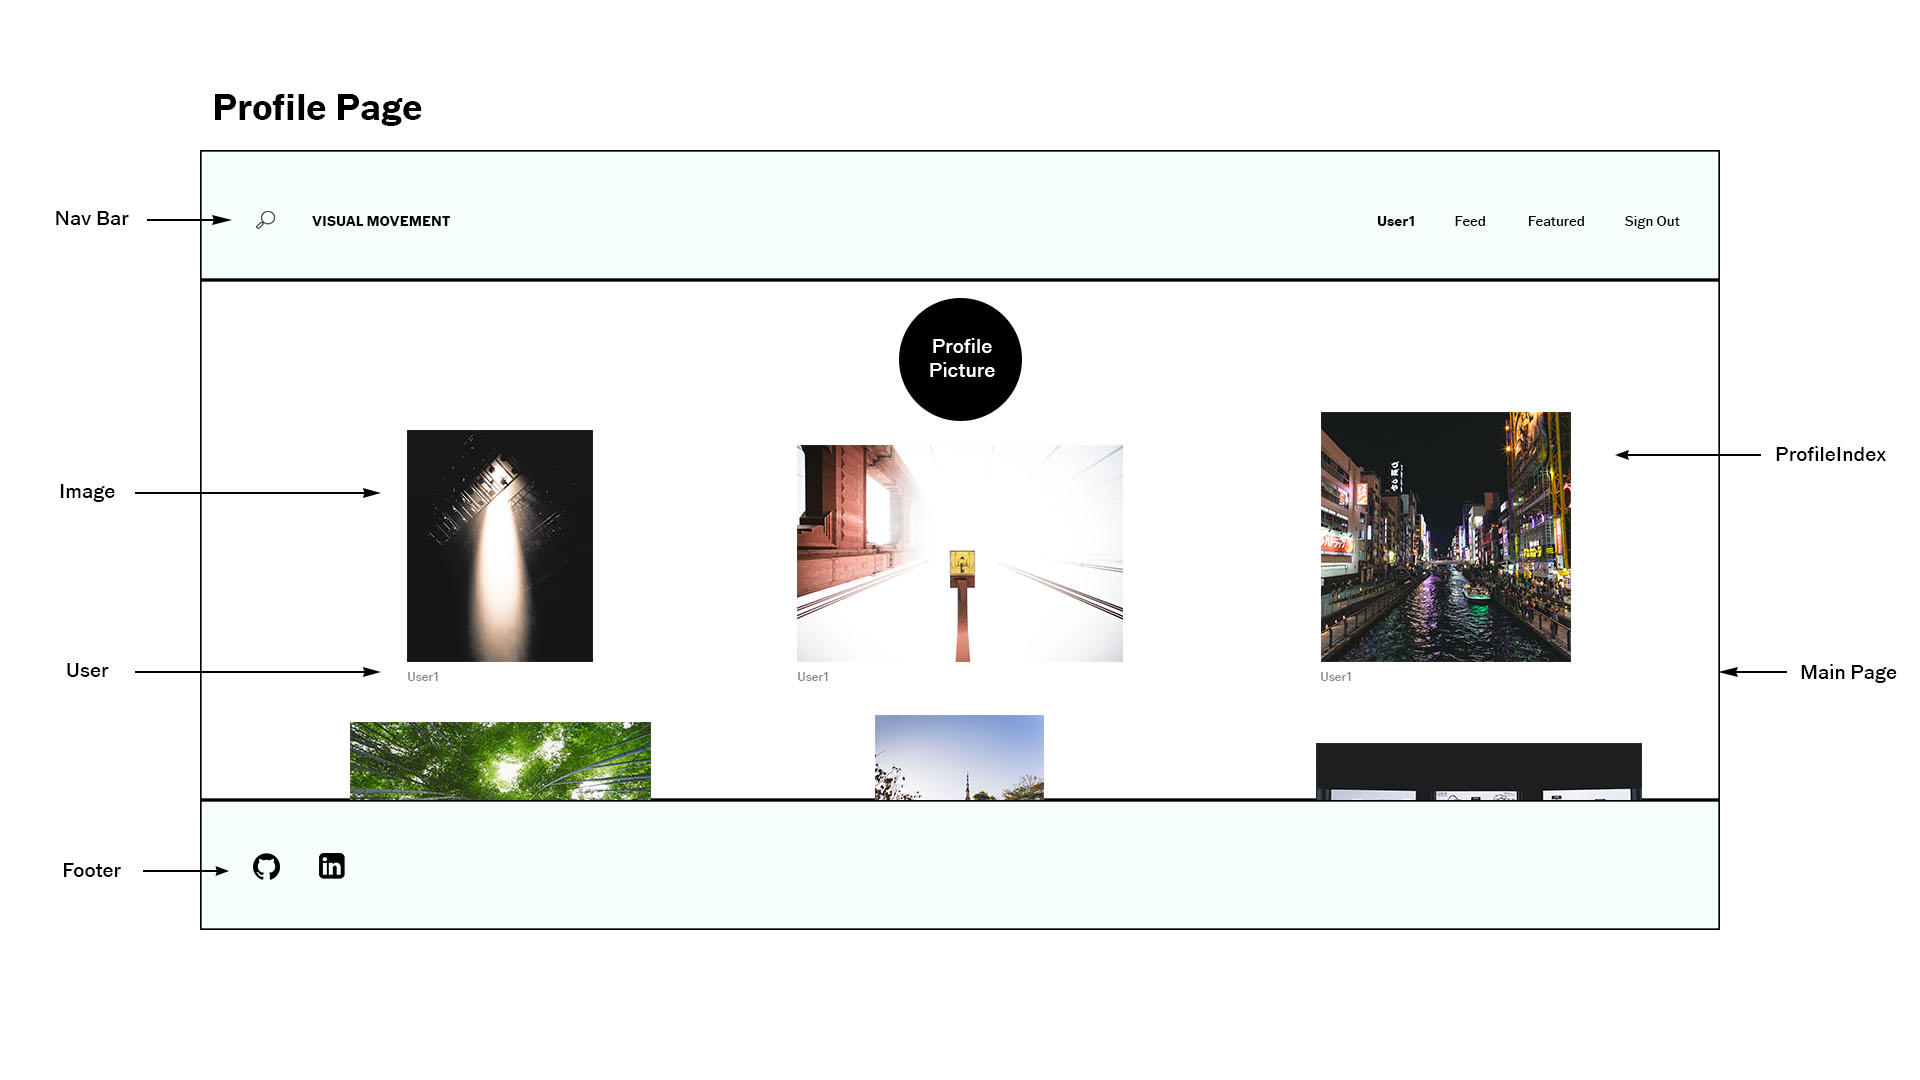 Profile Page
Nav Bar
VISUAL MOVEMENT
User1 Feed Featured Sign Out
Profile
Picture
ProfileIndex
Image
User
User1 User1 User1
Main Page
Footer
in